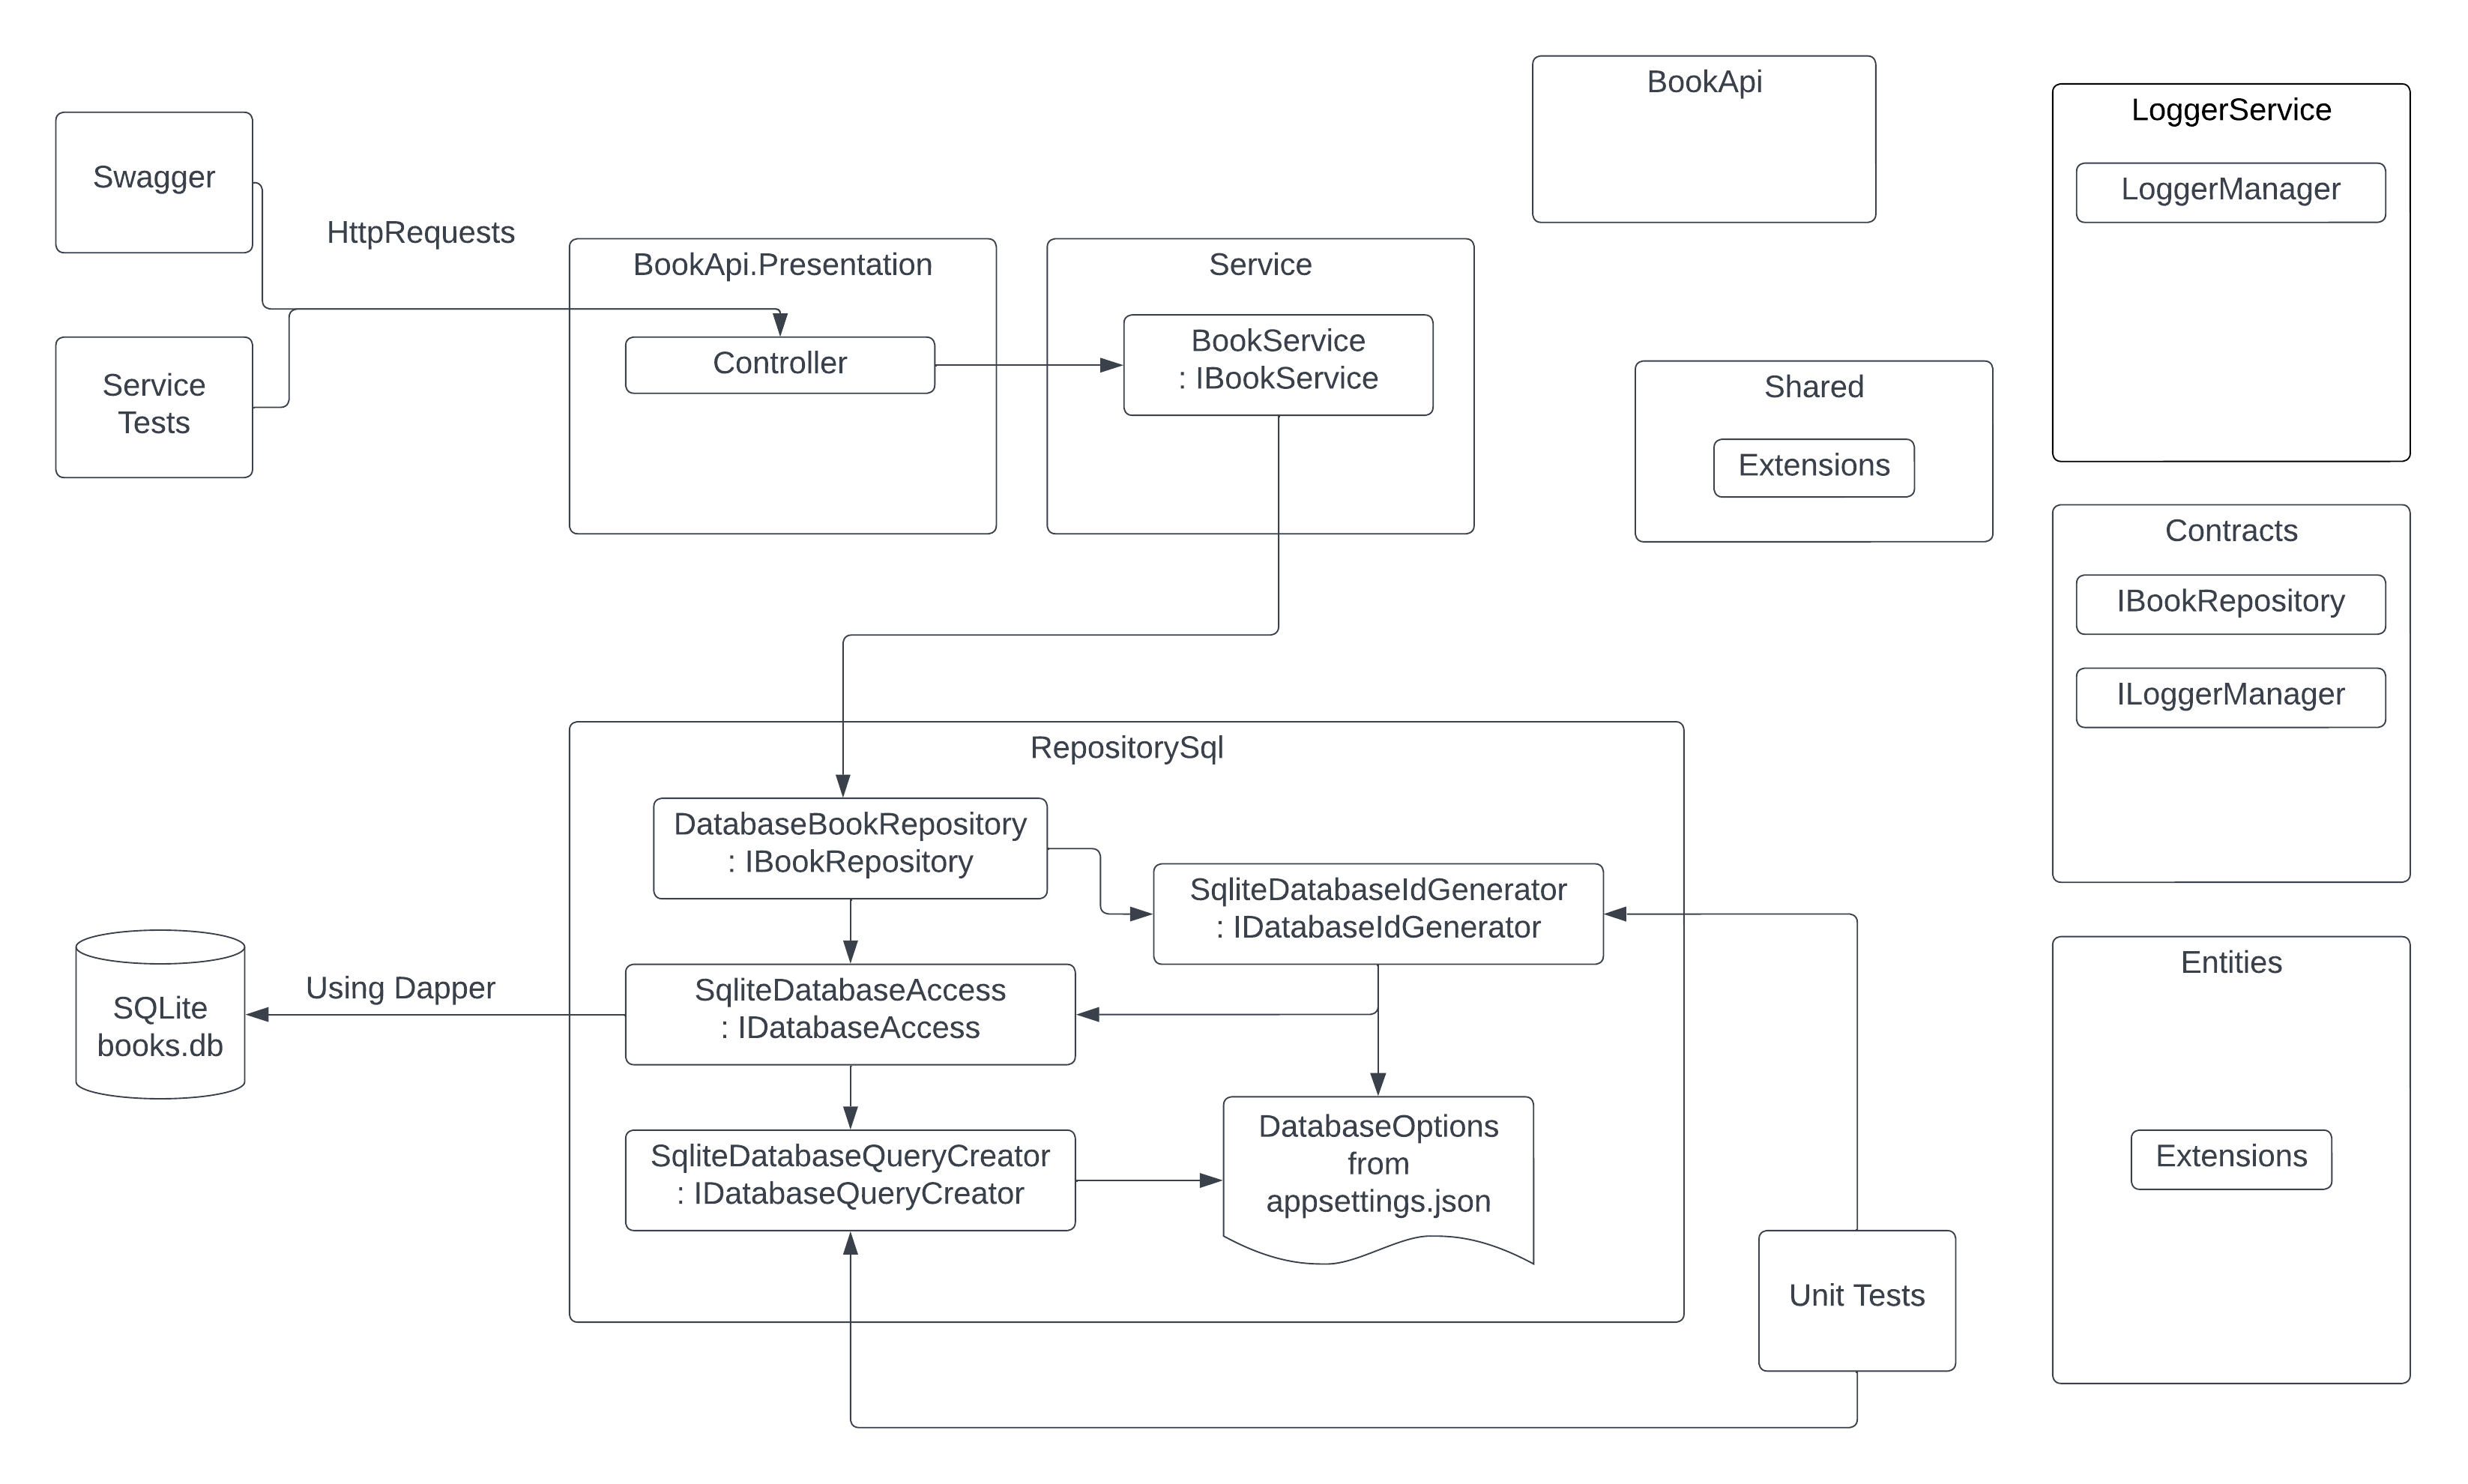 BookApi
LoggerService
LoggerManager
Swagger
HttpRequests
BookApi.Presentation
Controller
Service
BookService
: IBookService
Service
Tests
Shared
Extensions
Contracts
IBookRepository
ILoggerManager
RepositorySql
DatabaseBookRepository
: IBookRepository
SqliteDatabaseIdGenerator
: IDatabaseIdGenerator
SqliteDatabaseAccess
: IDatabaseAccess
Using Dapper
SQLite
books.db
SqliteDatabaseQueryCreator
: IDatabaseQueryCreator
DatabaseOptions
from
appsettings.json
Entities
Extensions
Unit Tests